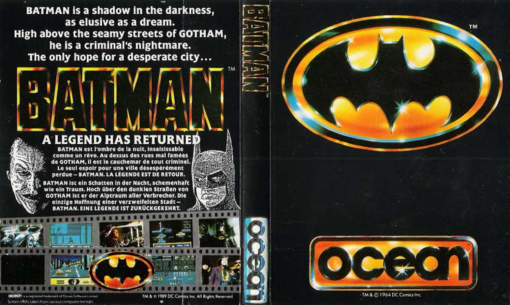 BATMAN is a shadow in the darkness,
as elusive as a dream.
High above the seamy streets of GOTHAM,
he is a criminal's nightmare.
The only hope for a desperate city...
BATMAN
TM
A LEGEND HAS RETURNED
BATMAN est l'ombre de la nuit, insaisissable
comme un rêve. Au dessus des rues mal famées
de GOTHAM, il est le cauchemar de tout criminel.
Le seul espoir pour une ville désespérément
perdue – BATMAN. LA LÉGENDE EST DE RETOUR.
BATMAN ist ein Schatten in der Nacht, schemenhaft
wie ein Traum. Hoch über den dunklen Straßen von
GOTHAM ist er der Alptraum aller Verbrecher. Die
einzige Hoffnung einer verzweifelten Stadt –
BATMAN. EINE LEGENDE IST ZURÜCKGEKEHRT.
TM & © 1989 DC Comics Inc. All Rights Reserved.
BATMAN
ocean
TM
ocean
TM & © 1964 DC Comics Inc.